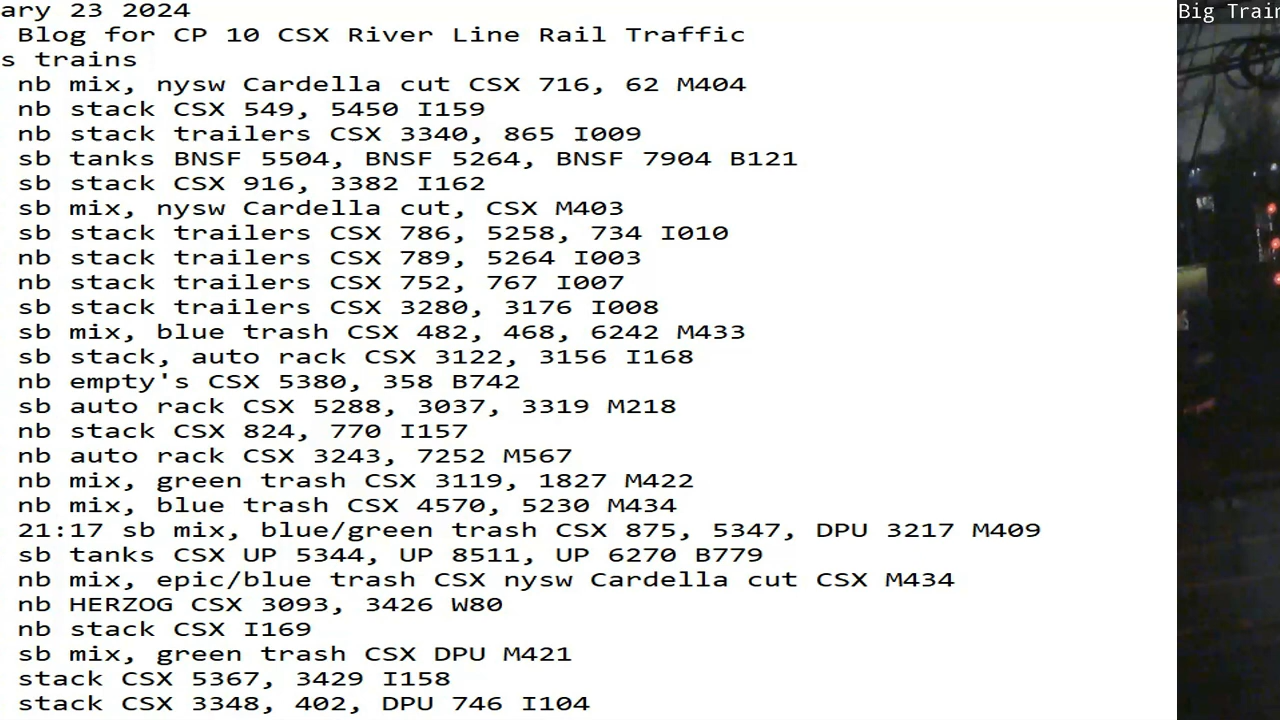 ary 23 2024
Blog for CP 10 CSX River Line Rail Traffic
s trains
nb mix, nysw Cardella cut CSX 716, 62 M404
nb stack CSX 549, 5450 I159
nb stack trailers CSX 3340, 865 I009
sb tanks BNSF 5504, BNSF 5264, BNSF 7904 B121
sb stack CSX 916, 3382 I162
sb mix, nysw Cardella cut, CSX M403
sb stack trailers CSX 786, 5258, 734 I010
sb stack trailers CSX 789, 5264 I003
nb stack trailers CSX 752, 767 I007
sb stack trailers CSX 3280, 3176 I008
sb mix, blue trash CSX 482, 468, 6242 M433
sb stack, auto rack CSX 3122, 3156 I168
nb empty's CSX 5380, 358 B742
sb auto rack CSX 5288, 3037, 3319 M218
nb stack CSX 824, 770 I157
nb auto rack CSX 3243, 7252 M567
nb mix, green trash CSX 3119, 1827 M422
nb mix, blue trash CSX 4570, 5230 M434
21:17 sb mix, blue/green trash CSX 875, 5347, DPU 3217 M409
sb tanks CSX UP 5344, UP 8511, UP 6270 B779
nb mix, epic/blue trash CSX nysw Cardella cut CSX M434
nb HERZOG CSX 3093, 3426 W80
nb stack CSX I169
sb mix, green trash CSX DPU M421
stack CSX 5367, 3429 I158
stack CSX 3348, 402, DPU 746 I104
Big Train